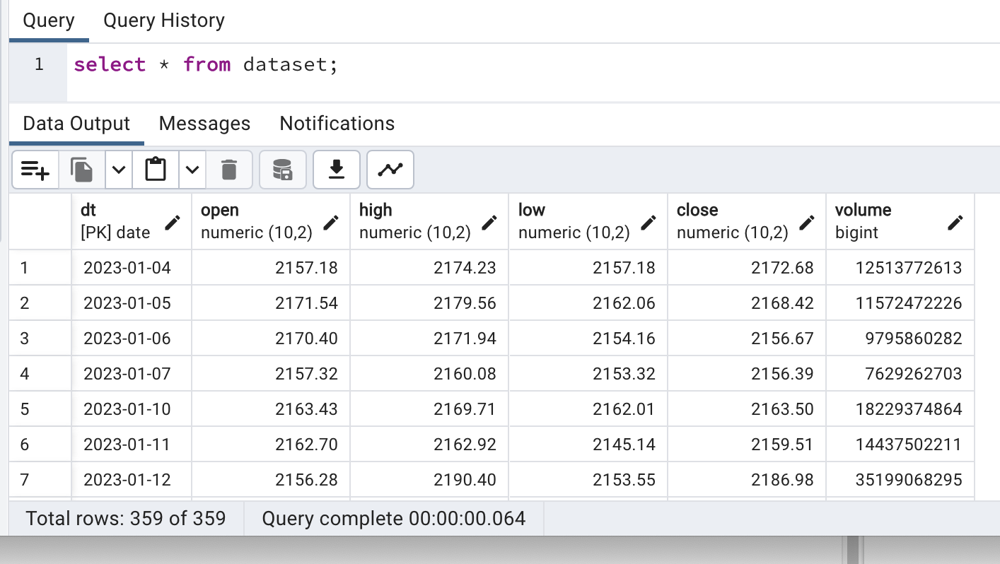 Query Query History
1 select * from dataset;
Data Output Messages Notifications
dt open high low close volume
[PK] date numeric (10,2) numeric (10,2) numeric (10,2) numeric (10,2) bigint
1 2023-01-04 2157.18 2174.23 2157.18 2172.68 12513772613
2 2023-01-05 2171.54 2179.56 2162.06 2168.42 11572472226
3 2023-01-06 2170.40 2171.94 2154.16 2156.67 9795860282
4 2023-01-07 2157.32 2160.08 2153.32 2156.39 7629262703
5 2023-01-10 2163.43 2169.71 2162.01 2163.50 18229374864
6 2023-01-11 2162.70 2162.92 2145.14 2159.51 14437502211
7 2023-01-12 2156.28 2190.40 2153.55 2186.98 35199068295
Total rows: 359 of 359 Query complete 00:00:00.064